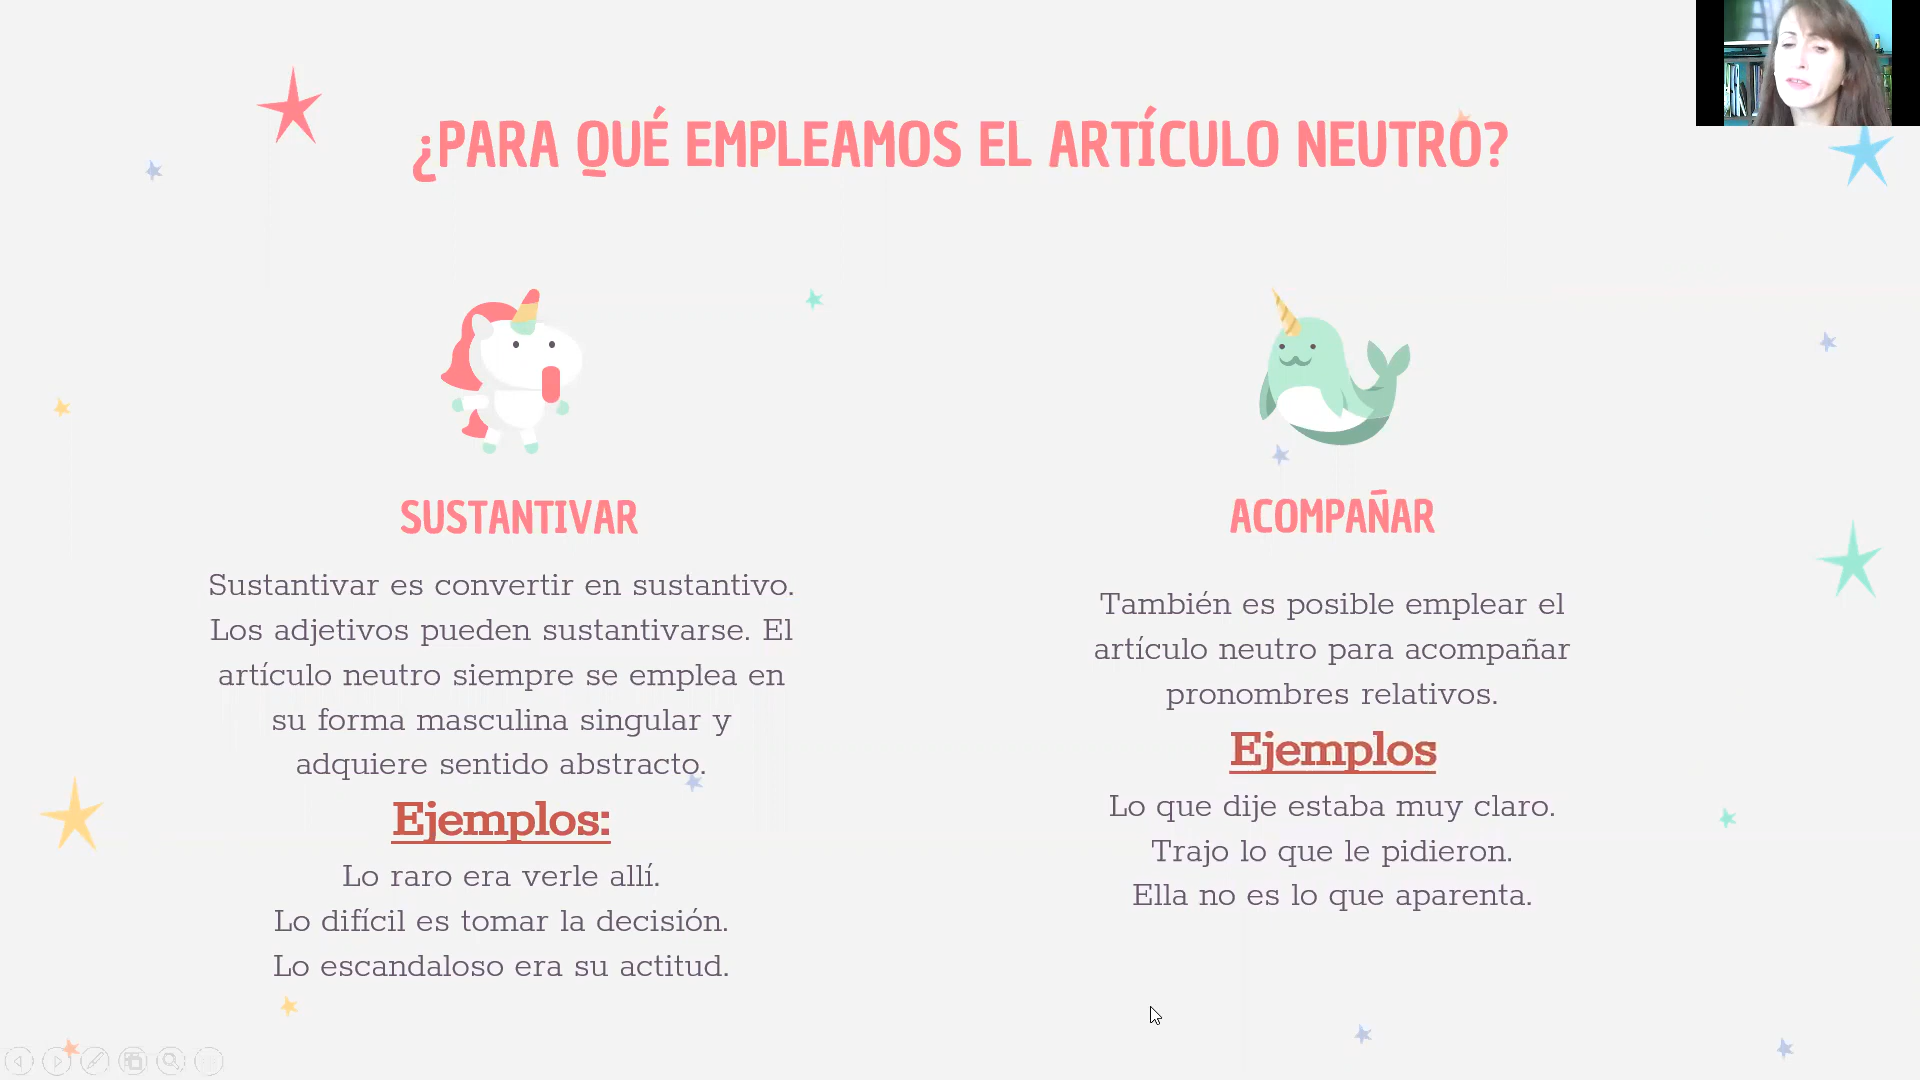 ¿PARA QUÉ EMPLEAMOS EL ARTÍCULO NEUTRO?
SUSTANTIVAR
Sustantivar es convertir en sustantivo.
Los adjetivos pueden sustantivarse. El
artículo neutro siempre se emplea en
su forma masculina singular y
adquiere sentido abstracto.
Ejemplos:
Lo raro era verle allí.
Lo difícil es tomar la decisión.
Lo escandaloso era su actitud.
ACOMPAÑAR
También es posible emplear el
artículo neutro para acompañar
pronombres relativos.
Ejemplos
Lo que dije estaba muy claro.
Trajo lo que le pidieron.
Ella no es lo que aparenta.